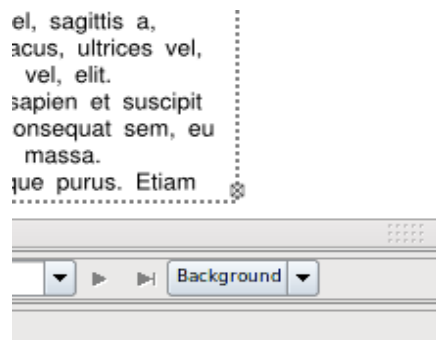 el, sagittis a,
acus, ultrices vel,
vel, elit.
sapien et suscipit
onsequat sem, eu
massa.
que purus. Etiam
Background